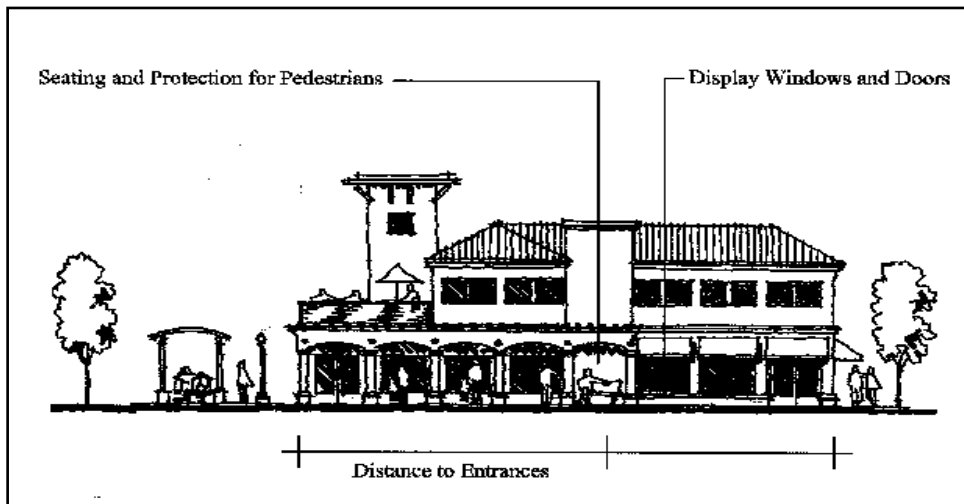 Seating and Protection for Pedestrians
Display Windows and Doors
Distance to Entrances